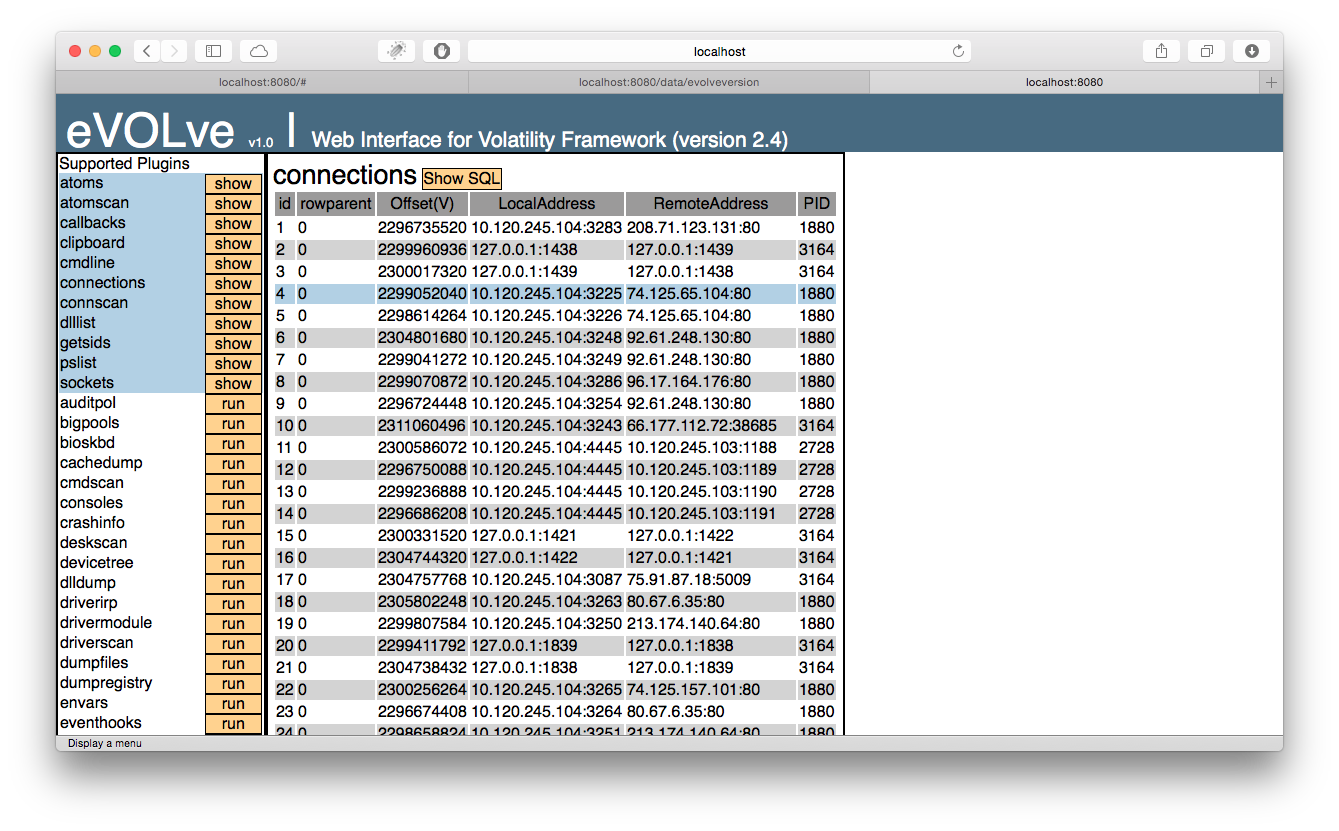 localhost
localhost:8080/#
localhost:8080/data/evolveversion
localhost:8080
eVOLve v1.0 | Web Interface for Volatility Framework (version 2.4)
Supported Plugins
atoms show
atomscan show
callbacks show
clipboard show
cmdline show
connections show
connscan show
dlllist show
getsids show
pslist show
sockets show
auditpol run
bigpools run
bioskbd run
cachedump run
cmdscan run
consoles run
crashinfo run
deskscan run
devicetree run
dlldump run
driverirp run
drivermodule run
driverscan run
dumpfiles run
dumpregistry run
envars run
eventhooks run
connections Show SQL
id rowparent Offset(V) LocalAddress RemoteAddress PID
1 0 2296735520 10.120.245.104:3283 208.71.123.131:80 1880
2 0 2299960936 127.0.0.1:1438 127.0.0.1:1439 3164
3 0 2300017320 127.0.0.1:1439 127.0.0.1:1438 3164
4 0 2299052040 10.120.245.104:3225 74.125.65.104:80 1880
5 0 2298614264 10.120.245.104:3226 74.125.65.104:80 1880
6 0 2304801680 10.120.245.104:3248 92.61.248.130:80 1880
7 0 2299041272 10.120.245.104:3249 92.61.248.130:80 1880
8 0 2299070872 10.120.245.104:3286 96.17.164.176:80 1880
9 0 2296724448 10.120.245.104:3254 92.61.248.130:80 1880
10 0 2311060496 10.120.245.104:3243 66.177.112.72:38685 3164
11 0 2300586072 10.120.245.104:4445 10.120.245.103:1188 2728
12 0 2296750088 10.120.245.104:4445 10.120.245.103:1189 2728
13 0 2299236888 10.120.245.104:4445 10.120.245.103:1190 2728
14 0 2296686208 10.120.245.104:4445 10.120.245.103:1191 2728
15 0 2300331520 127.0.0.1:1421 127.0.0.1:1422 3164
16 0 2304744320 127.0.0.1:1422 127.0.0.1:1421 3164
17 0 2304757768 10.120.245.104:3087 75.91.87.18:5009 3164
18 0 2305802248 10.120.245.104:3263 80.67.6.35:80 1880
19 0 2299807584 10.120.245.104:3250 213.174.140.64:80 1880
20 0 2299411792 127.0.0.1:1839 127.0.0.1:1838 3164
21 0 2304738432 127.0.0.1:1838 127.0.0.1:1839 3164
22 0 2300256264 10.120.245.104:3265 74.125.157.101:80 1880
23 0 2296674408 10.120.245.104:3264 80.67.6.35:80 1880
24 0 2298658824 10.120.245.104:3251 213.174.140.64:80 1880
Display a menu